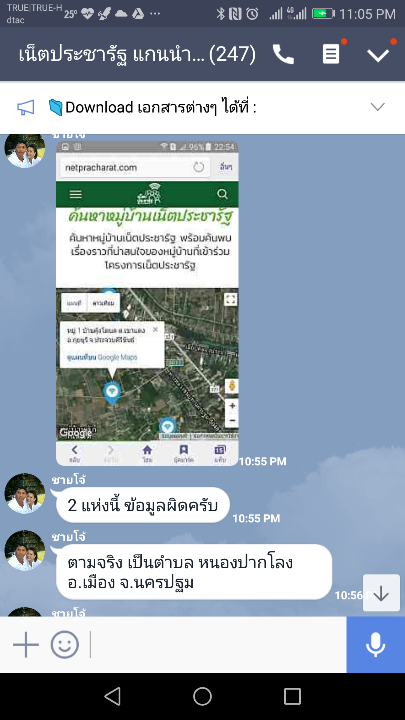 TRUE|TRUE-H
dtac
25°
11:05 PM
เน็ตประชารัฐ แกนนำ... (247)
Download เอกสารต่างๆ ได้ที่ :
ชายโจ้
96% 22:54
netpracharat.com
อื่นๆ
ค้นหาหมู่บ้านเน็ตประชารัฐ
ค้นหาหมู่บ้านเน็ตประชารัฐ พร้อมค้นพบ
เรื่องราวที่น่าสนใจของหมู่บ้านที่เข้าร่วม
โครงการเน็ตประชารัฐ
แผนที่ ดาวเทียม
อ.กุยบุรี จ.ประจวบคีรีขันธ์
ดูแผนที่บน Google Maps
Google
10:55 PM
ชายโจ้
2 แห่งนี้ ข้อมูลผิดครับ
10:55 PM
ชายโจ้
ตามจริง เป็นตำบล หนองปากโลง
อ.เมือง จ.นครปฐม
10:56
ชายโจ้